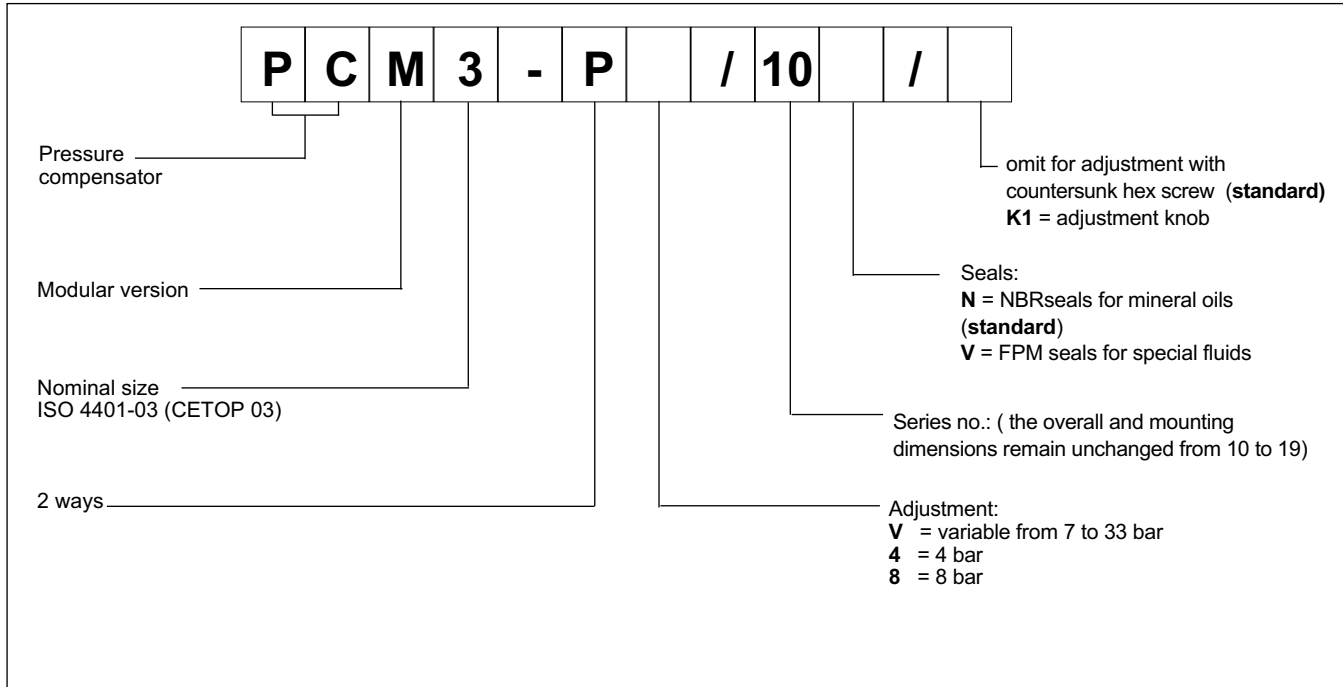 P C M 3 - P / 10 /
Pressure
compensator
Modular version
Nominal size
ISO 4401-03 (CETOP 03)
2 ways
omit for adjustment with
countersunk hex screw (standard)
K1 = adjustment knob
Seals:
N = NBRseals for mineral oils
(standard)
V = FPM seals for special fluids
Series no.: ( the overall and mounting
dimensions remain unchanged from 10 to 19)
Adjustment:
V = variable from 7 to 33 bar
4 = 4 bar
8 = 8 bar